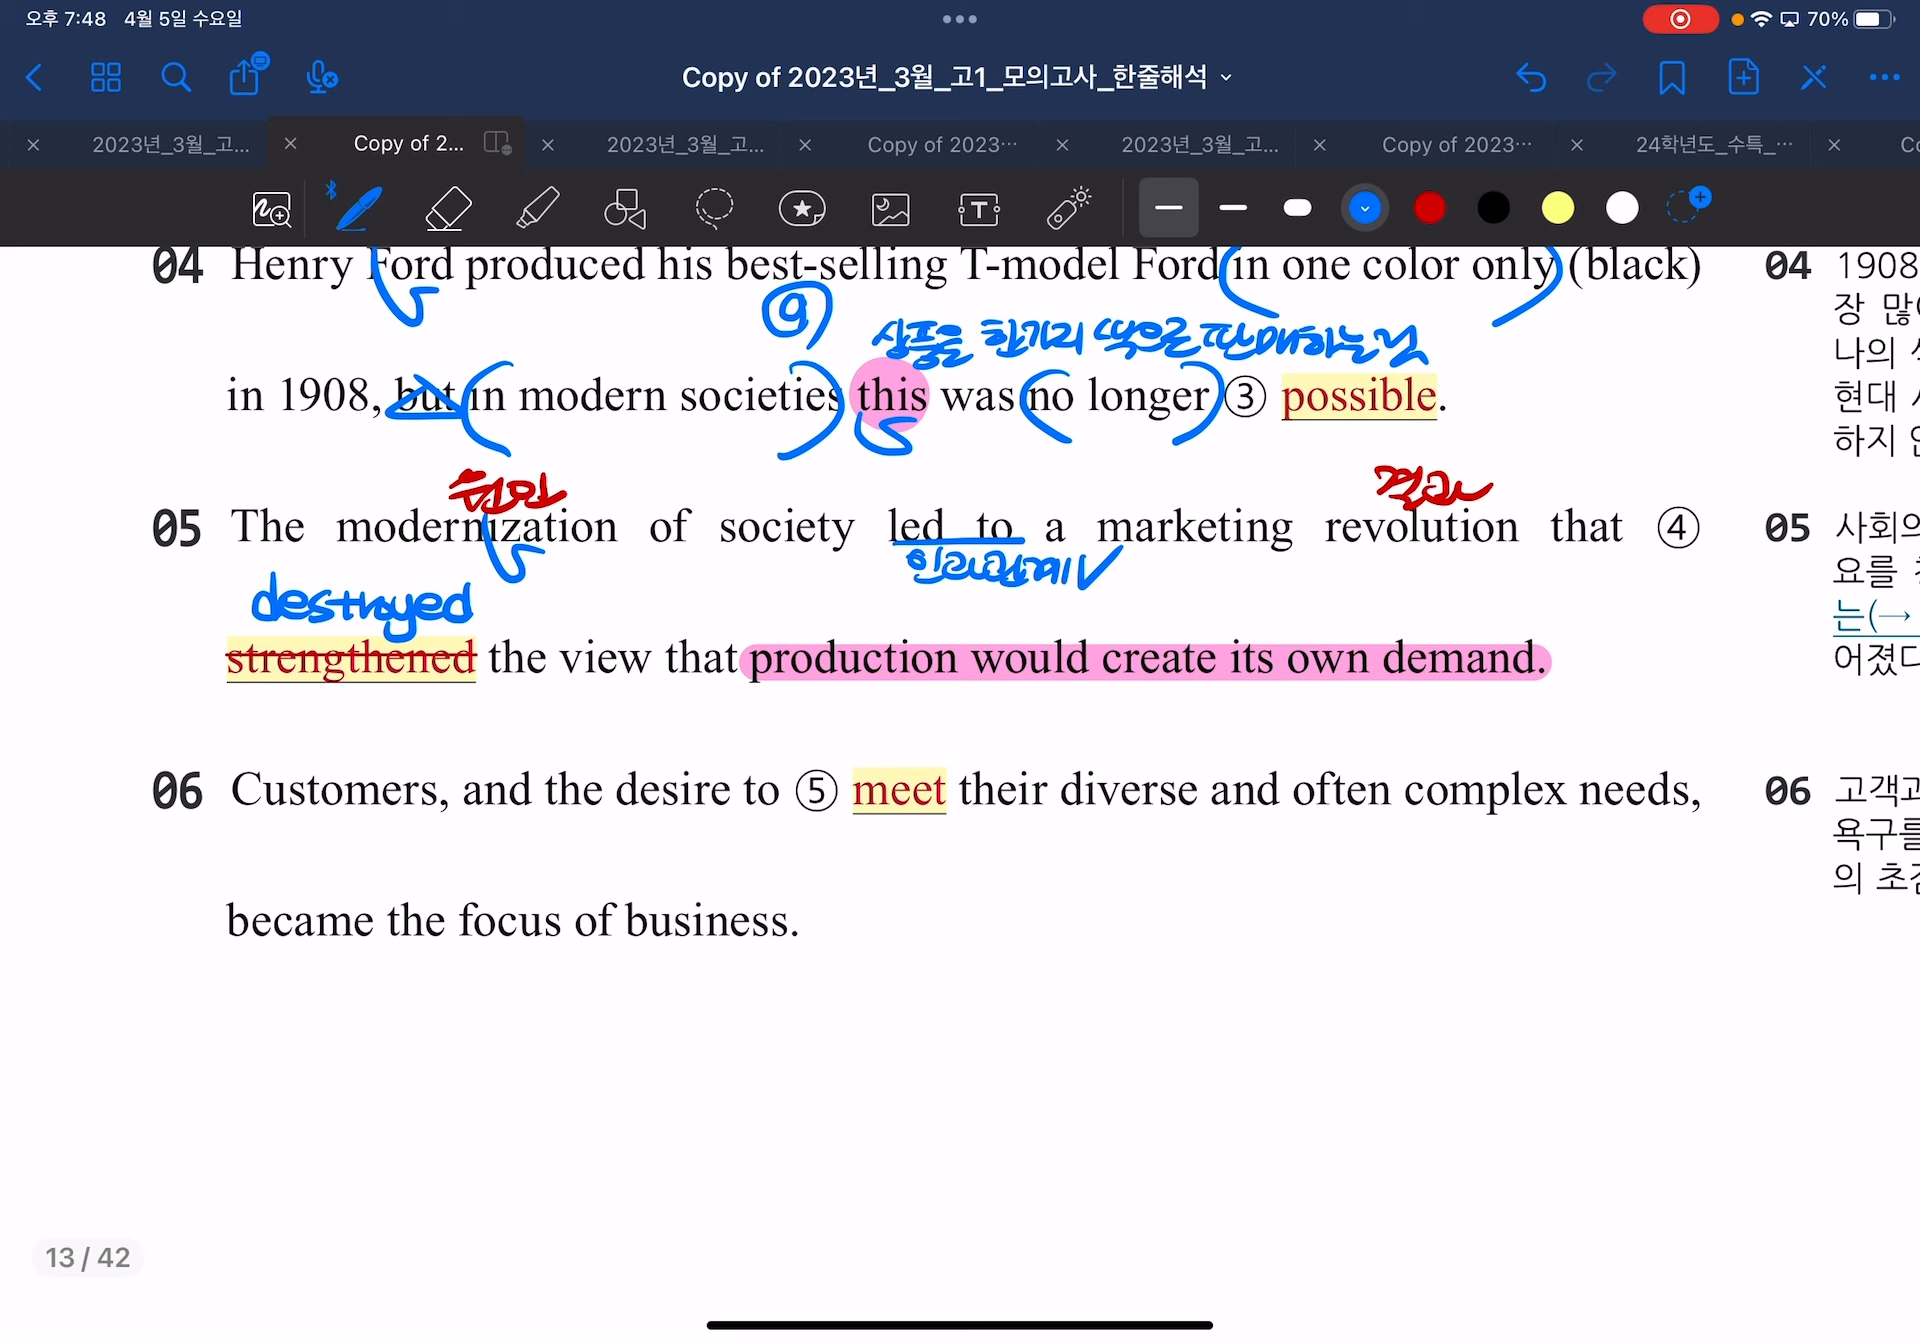 오후 7:48 4월 5일 수요일
70%
Copy of 2023년_3월_고1_모의고사_한줄해석
2023년_3월_고... Copy of 2... 2023년_3월_고... Copy of 2023... 2023년_3월_고... Copy of 2023... 24학년도_수특_... Co
04 Henry Ford produced his best-selling T-model Ford in one color only (black)
상품을 한가지 색으로 판매하는 것
in 1908, but in modern societies this was no longer ③ possible.
원인 결과
05 The modernization of society led to a marketing revolution that ④
인과관계
destroyed
strengthened the view that production would create its own demand.
06 Customers, and the desire to ⑤ meet their diverse and often complex needs,
became the focus of business.
04 1908
장 많
나의
현대
하지
05 사회의
요를
는(→
어졌다
06 고객과
욕구를
의 초점
13 / 42